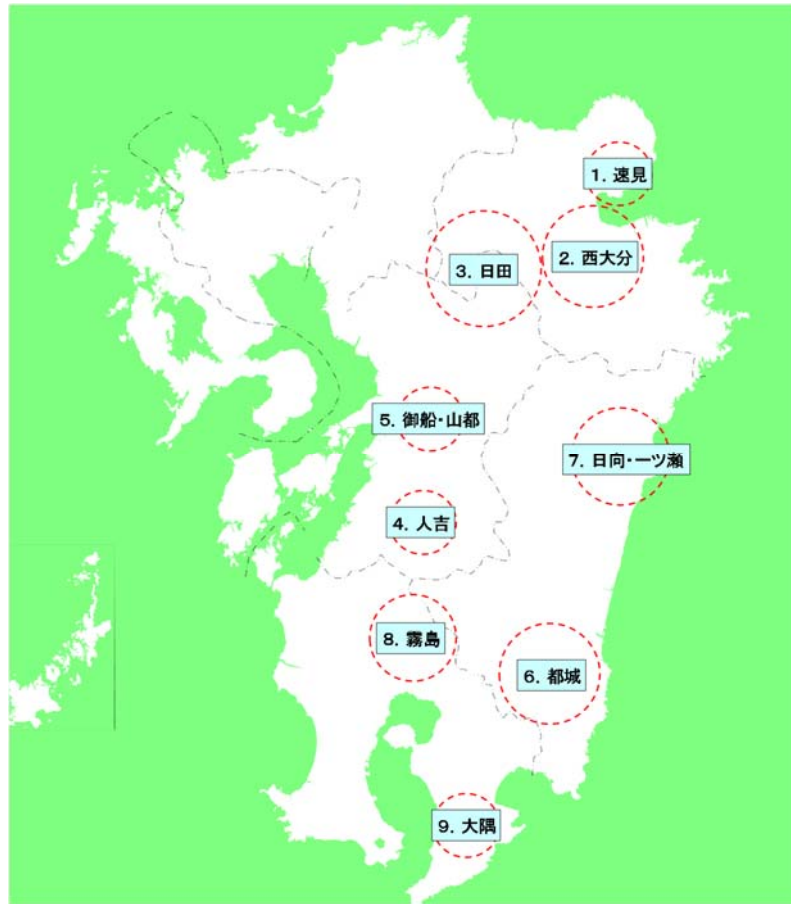 1. 速見
2. 西大分
3. 日田
5. 御船・山都
7. 日向・一ツ瀬
4. 人吉
8. 霧島
6. 都城
9. 大隅